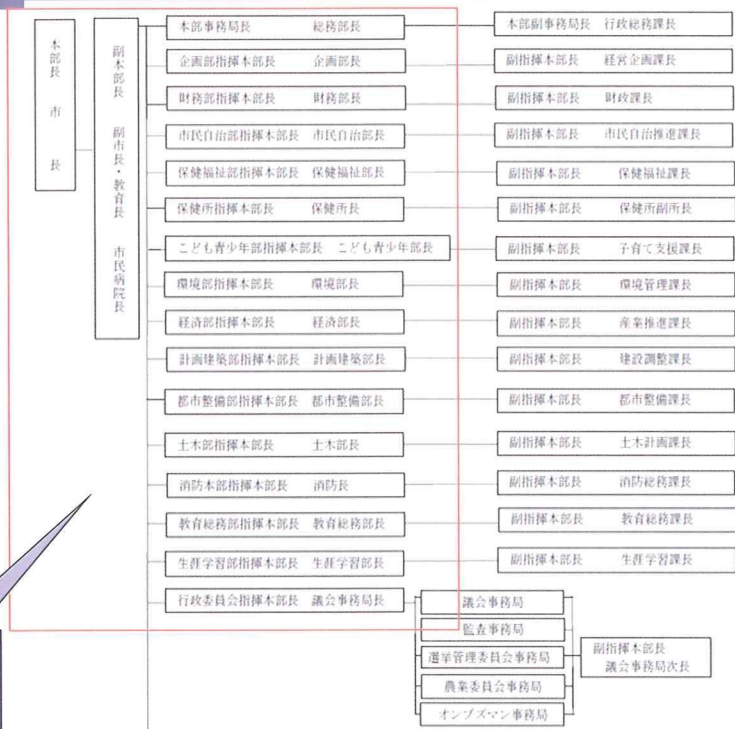 本部長 市長
副本部長 副市長・教育長 市民病院長
本部事務局長 総務部長
本部副事務局長 行政総務課長
企画部指揮本部長 企画部長
副指揮本部長 経営企画課長
財務部指揮本部長 財務部長
副指揮本部長 財政課長
市民自治部指揮本部長 市民自治部長
副指揮本部長 市民自治推進課長
保健福祉部指揮本部長 保健福祉部長
副指揮本部長 保健福祉課長
保健所指揮本部長 保健所長
副指揮本部長 保健所副所長
こども青少年部指揮本部長 こども青少年部長
副指揮本部長 子育て支援課長
環境部指揮本部長 環境部長
副指揮本部長 環境管理課長
経済部指揮本部長 経済部長
副指揮本部長 産業推進課長
計画建築部指揮本部長 計画建築部長
副指揮本部長 建設調整課長
都市整備部指揮本部長 都市整備部長
副指揮本部長 都市整備課長
土木部指揮本部長 土木部長
副指揮本部長 土木計画課長
消防本部指揮本部長 消防長
副指揮本部長 消防総務課長
教育総務部指揮本部長 教育総務部長
副指揮本部長 教育総務課長
生涯学習部指揮本部長 生涯学習部長
副指揮本部長 生涯学習課長
行政委員会指揮本部長 議会事務局長
議会事務局
監査事務局
選挙管理委員会事務局
農業委員会事務局
オンブズマン事務局
副指揮本部長
議会事務局次長